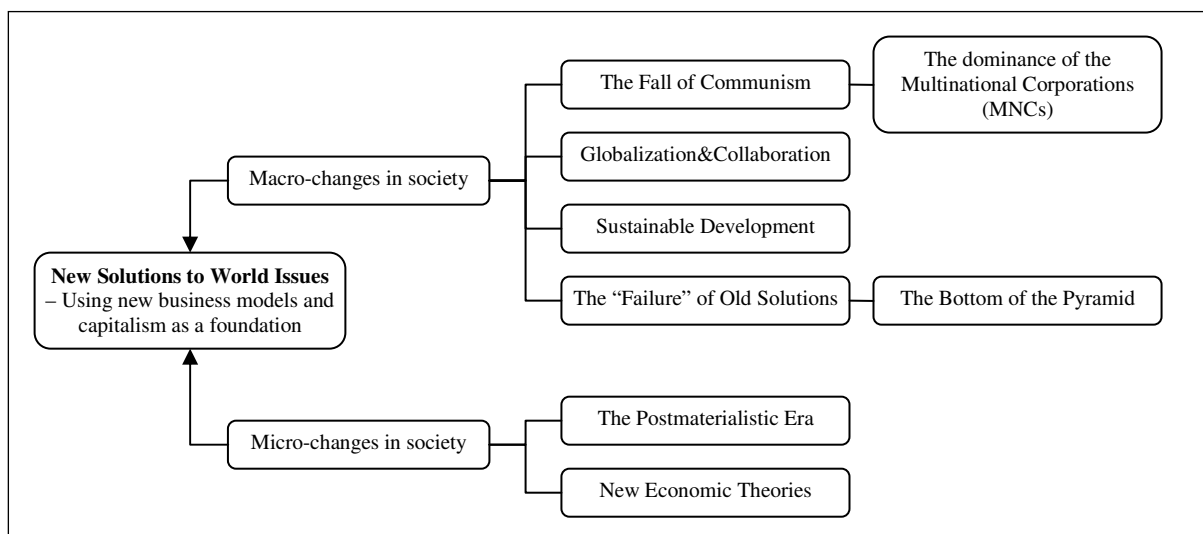 The Fall of Communism
The dominance of the
Multinational Corporations
(MNCs)
Globalization&Collaboration
Macro-changes in society
Sustainable Development
New Solutions to World Issues
– Using new business models and
capitalism as a foundation
The “Failure” of Old Solutions
The Bottom of the Pyramid
The Postmaterialistic Era
Micro-changes in society
New Economic Theories